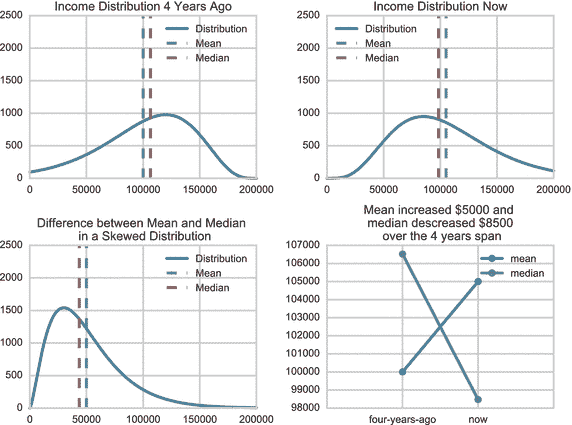 Income Distribution 4 Years Ago
2500
2000
1500
1000
500
0
Distribution
Mean
Median
0 50000 100000 150000 200000
Income Distribution Now
2500
2000
1500
1000
500
0
Distribution
Mean
Median
0 50000 100000 150000 200000
Difference between Mean and Median
in a Skewed Distribution
2500
2000
1500
1000
500
0
Distribution
Mean
Median
0 50000 100000 150000 200000
Mean increased $5000 and
median descreased $8500
over the 4 years span
107000
106000
105000
104000
103000
102000
101000
100000
99000
98000
mean
median
four-years-ago now